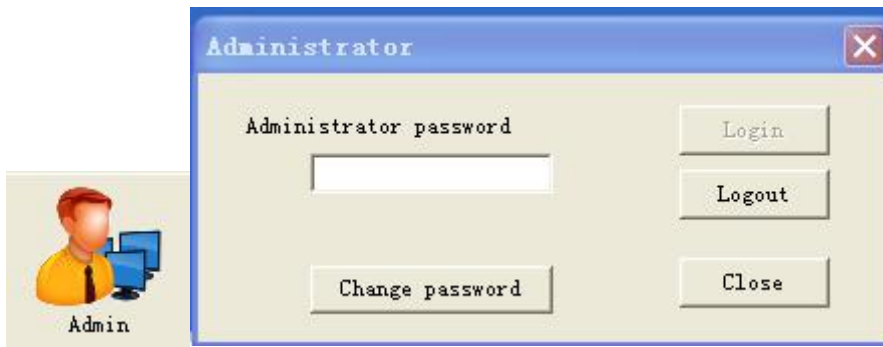 Administrator
Administrator password
Login
Logout
Change password
Close
Admin